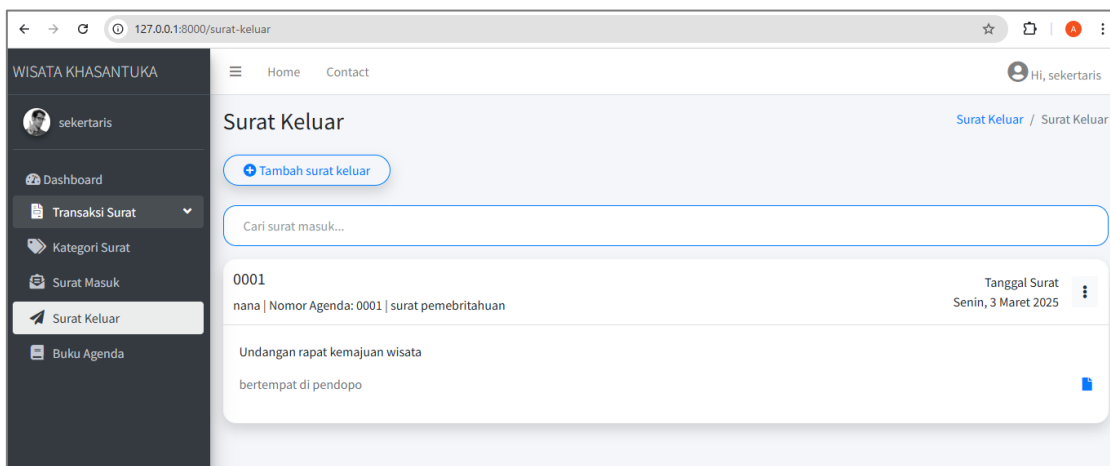 127.0.0.1:8000/surat-keluar
A
WISATA KHASANTUKA
Home Contact
Hi, sekertaris
sekertaris
Surat Keluar
Surat Keluar / Surat Keluar
Tambah surat keluar
Dashboard
Transaksi Surat
Kategori Surat
Surat Masuk
Surat Keluar
Buku Agenda
Cari surat masuk...
0001
nana | Nomor Agenda: 0001 | surat pemebritahuan
Tanggal Surat
Senin, 3 Maret 2025
Undangan rapat kemajuan wisata
bertempat di pendopo